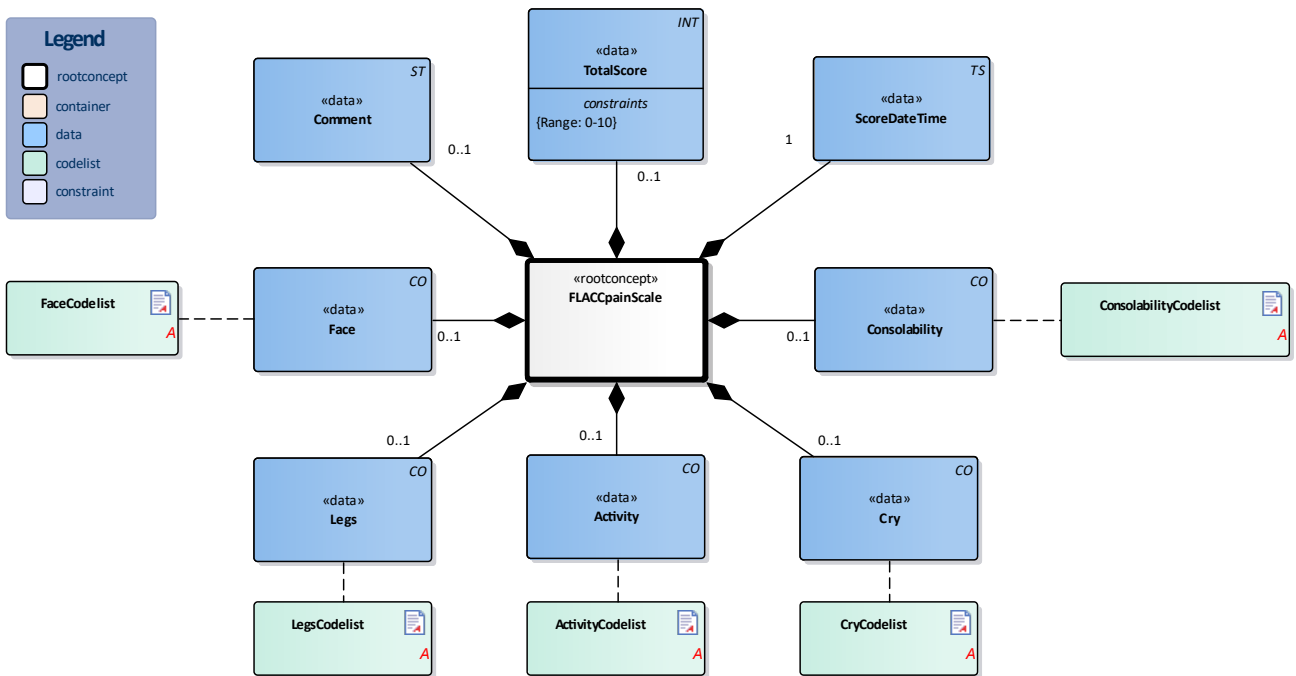 Legend
rootconcept
container
data
codelist
constraint
ST
«data»
Comment
0..1
INT
«data»
TotalScore
constraints
{Range: 0-10}
0..1
TS
«data»
ScoreDateTime
1
FaceCodelist
A
CO
«data»
Face
0..1
«rootconcept»
FLACCpainScale
CO
«data»
Consolability
0..1
ConsolabilityCodelist
A
0..1
CO
«data»
Legs
0..1
CO
«data»
Activity
0..1
CO
«data»
Cry
LegsCodelist
A
ActivityCodelist
A
CryCodelist
A